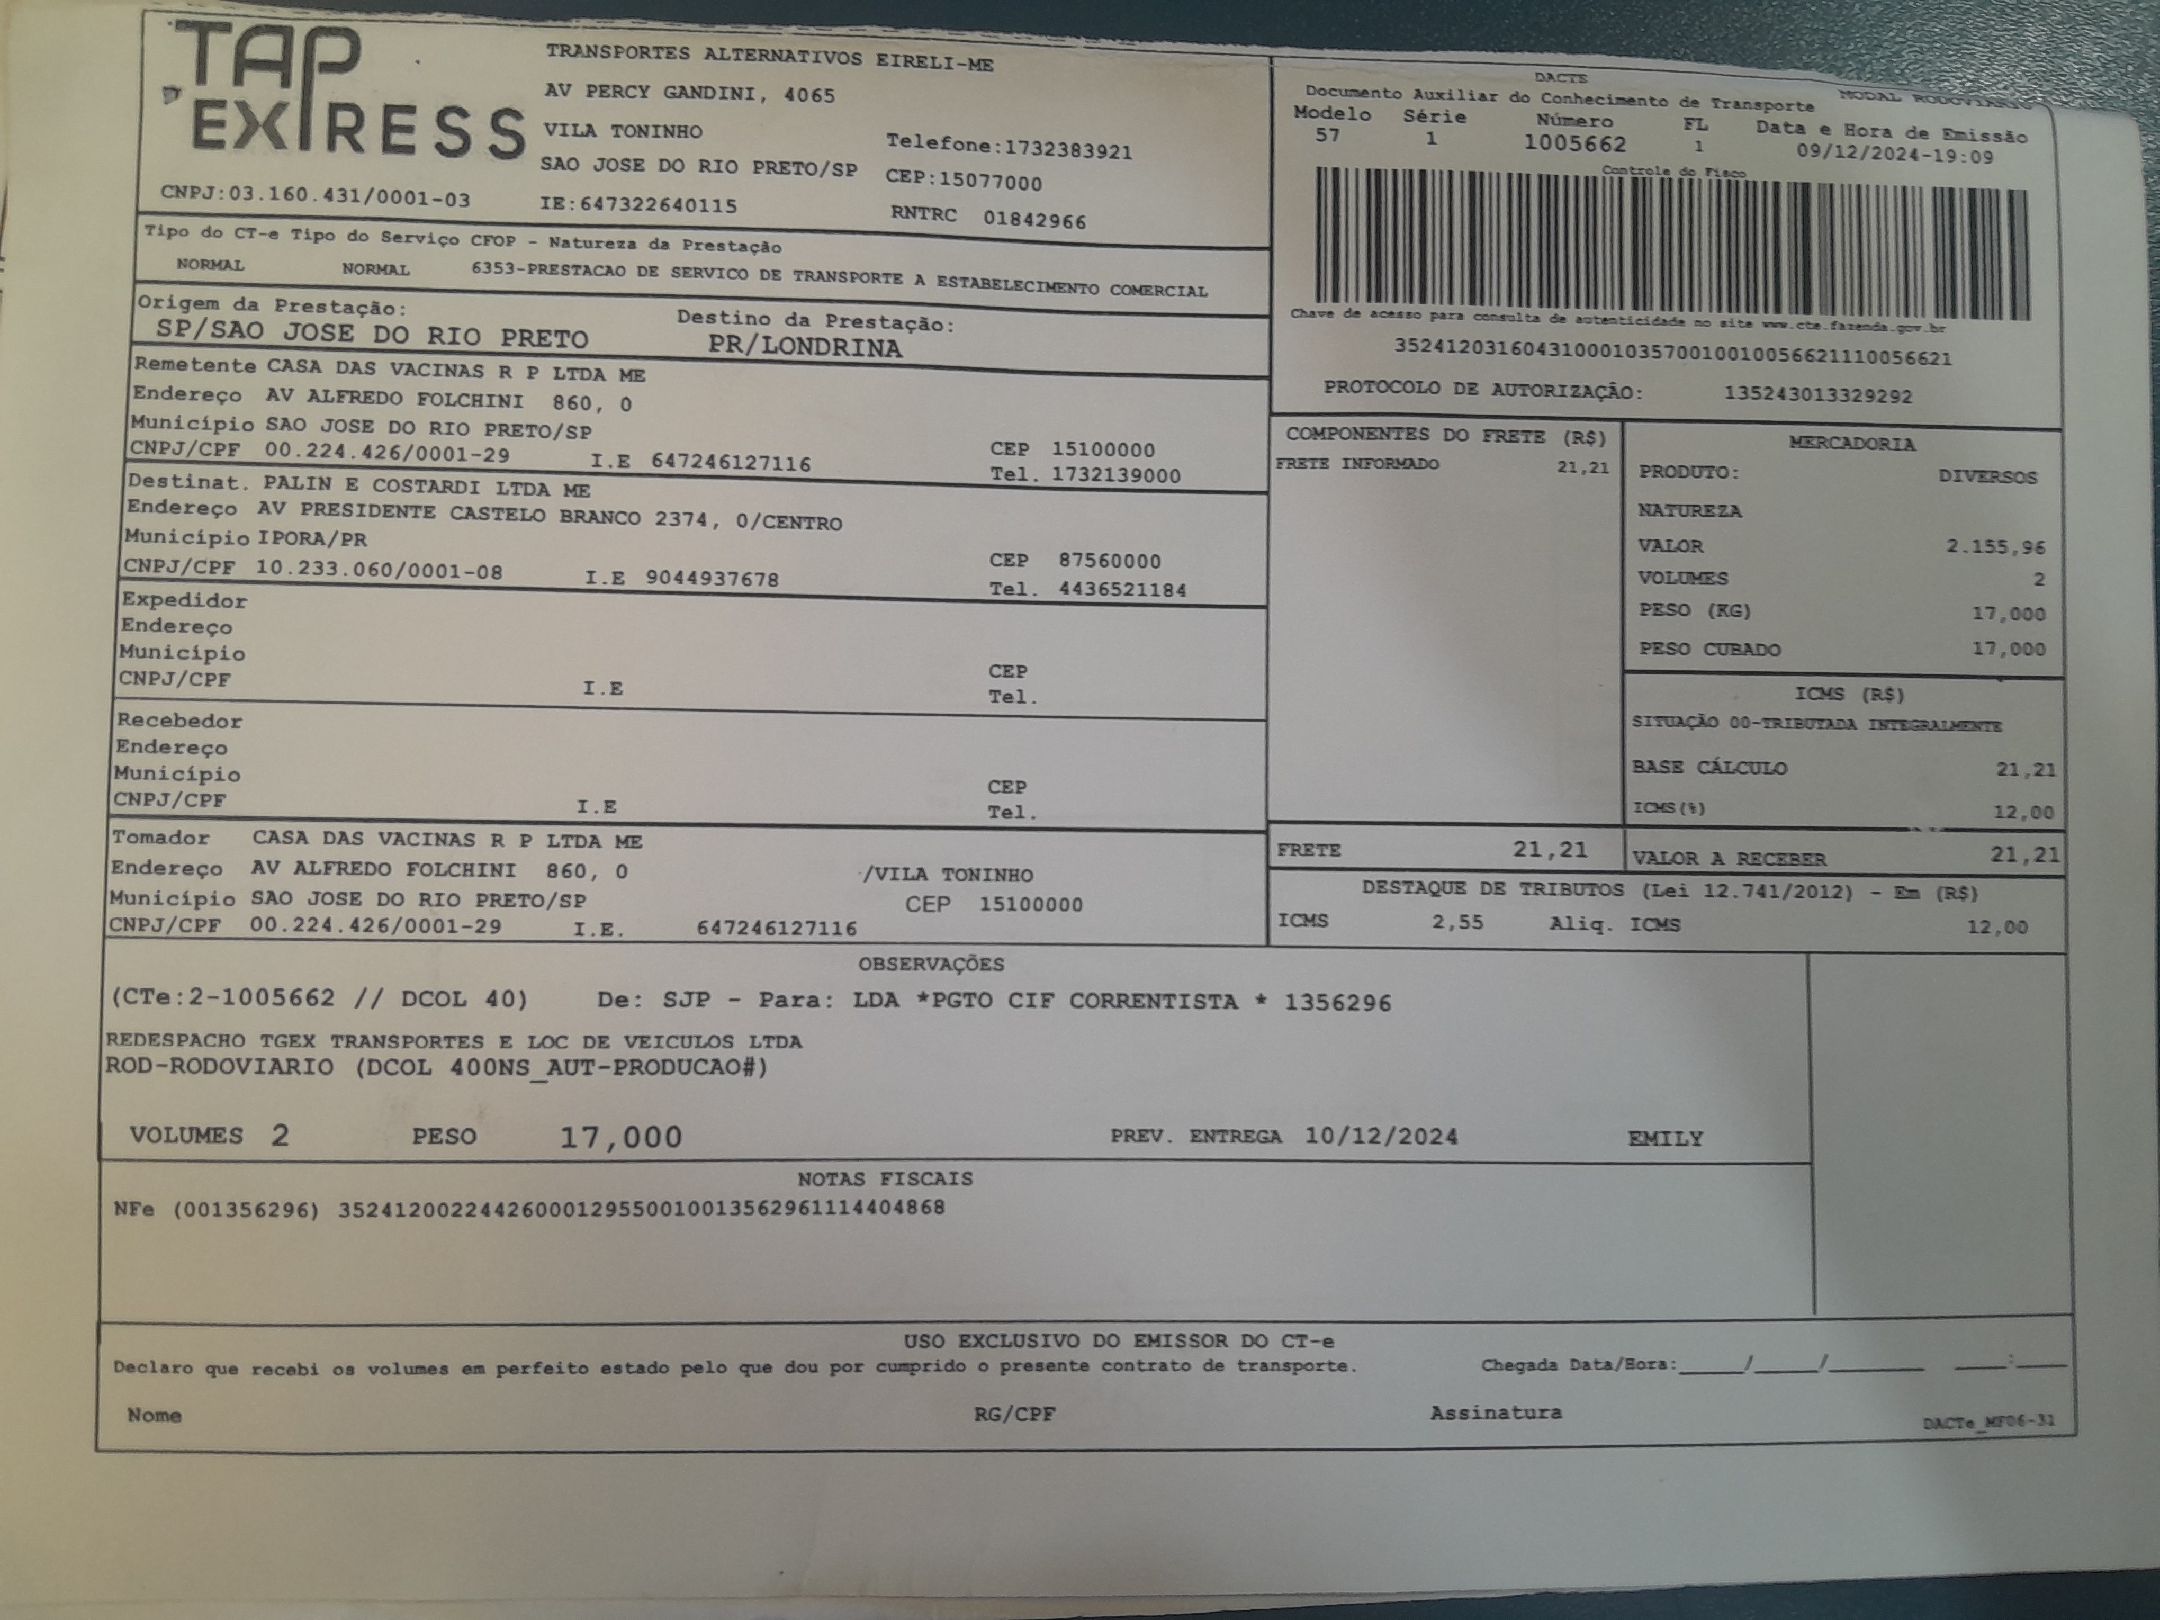 TAP EXPRESS
TRANSPORTES ALTERNATIVOS EIRELI-ME
AV PERCY GANDINI, 4065
VILA TONINHO Telefone:1732383921
SAO JOSE DO RIO PRETO/SP CEP:15077000
CNPJ:03.160.431/0001-03 IE:647322640115 RNTRC 01842966
DACTE
Documento Auxiliar do Conhecimento de Transporte MODAL RODOVIARIO
Modelo Série Número FL Data e Hora de Emissão
57 1 1005662 1 09/12/2024-19:09
Controle do Fisco
Chave de acesso para consulta de autenticidade no site www.cte.fazenda.gov.br
35241203160431000103570010010056621110056621
PROTOCOLO DE AUTORIZAÇÃO: 135243013329292
Tipo do CT-e Tipo do Serviço CFOP - Natureza da Prestação
NORMAL NORMAL 6353-PRESTACAO DE SERVICO DE TRANSPORTE A ESTABELECIMENTO COMERCIAL
Origem da Prestação: Destino da Prestação:
SP/SAO JOSE DO RIO PRETO PR/LONDRINA
Remetente CASA DAS VACINAS R P LTDA ME
Endereço AV ALFREDO FOLCHINI 860, 0
Município SAO JOSE DO RIO PRETO/SP CEP 15100000
CNPJ/CPF 00.224.426/0001-29 I.E 647246127116 Tel. 1732139000
Destinat. PALIN E COSTARDI LTDA ME
Endereço AV PRESIDENTE CASTELO BRANCO 2374, 0/CENTRO
Município IPORA/PR CEP 87560000
CNPJ/CPF 10.233.060/0001-08 I.E 9044937678 Tel. 4436521184
Expedidor
Endereço
Município CEP
CNPJ/CPF I.E Tel.
Recebedor
Endereço
Município CEP
CNPJ/CPF I.E Tel.
Tomador CASA DAS VACINAS R P LTDA ME
Endereço AV ALFREDO FOLCHINI 860, 0 /VILA TONINHO
Município SAO JOSE DO RIO PRETO/SP CEP 15100000
CNPJ/CPF 00.224.426/0001-29 I.E. 647246127116
COMPONENTES DO FRETE (R$)
FRETE INFORMADO 21,21
MERCADORIA
PRODUTO: DIVERSOS
NATUREZA
VALOR 2.155,96
VOLUMES 2
PESO (KG) 17,000
PESO CUBADO 17,000
ICMS (R$)
SITUAÇÃO 00-TRIBUTADA INTEGRALMENTE
BASE CÁLCULO 21,21
ICMS(%) 12,00
FRETE 21,21 VALOR A RECEBER 21,21
DESTAQUE DE TRIBUTOS (Lei 12.741/2012) - Em (R$)
ICMS 2,55 Aliq. ICMS 12,00
OBSERVAÇÕES
(CTe:2-1005662 // DCOL 40) De: SJP - Para: LDA *PGTO CIF CORRENTISTA * 1356296
REDESPACHO TGEX TRANSPORTES E LOC DE VEICULOS LTDA
ROD-RODOVIARIO (DCOL 400NS_AUT-PRODUCAO#)
VOLUMES 2 PESO 17,000 PREV. ENTREGA 10/12/2024 EMILY
NOTAS FISCAIS
NFe (001356296) 35241200224426000129550010013562961114404868
USO EXCLUSIVO DO EMISSOR DO CT-e
Declaro que recebi os volumes em perfeito estado pelo que dou por cumprido o presente contrato de transporte. Chegada Data/Hora:____/____/______ ___:___
Nome RG/CPF Assinatura DACTe_MF06-31